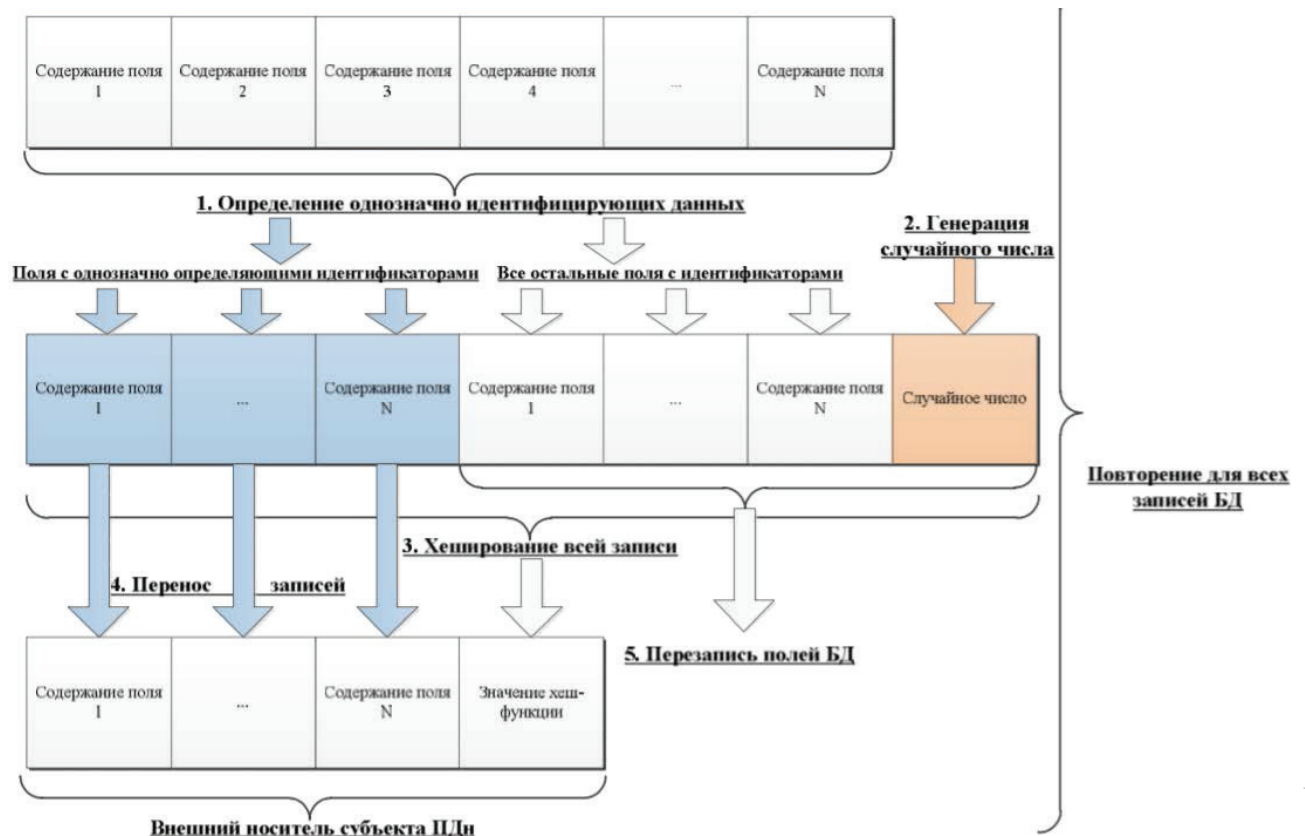 Содержание поля
1
Содержание поля
2
Содержание поля
3
Содержание поля
4
...
Содержание поля
N
1. Определение однозначно идентифицирующих данных
2. Генерация
случайного числа
Поля с однозначно определяющими идентификаторами
Все остальные поля с идентификаторами
Содержание поля
1
...
Содержание поля
N
Содержание поля
1
...
Содержание поля
N
Случайное число
Повторение для всех
записей БД
3. Хеширование всей записи
4. Перенос записей
5. Перезапись полей БД
Содержание поля
1
...
Содержание поля
N
Значение хеш-
функции
Внешний носитель субъекта ПДн